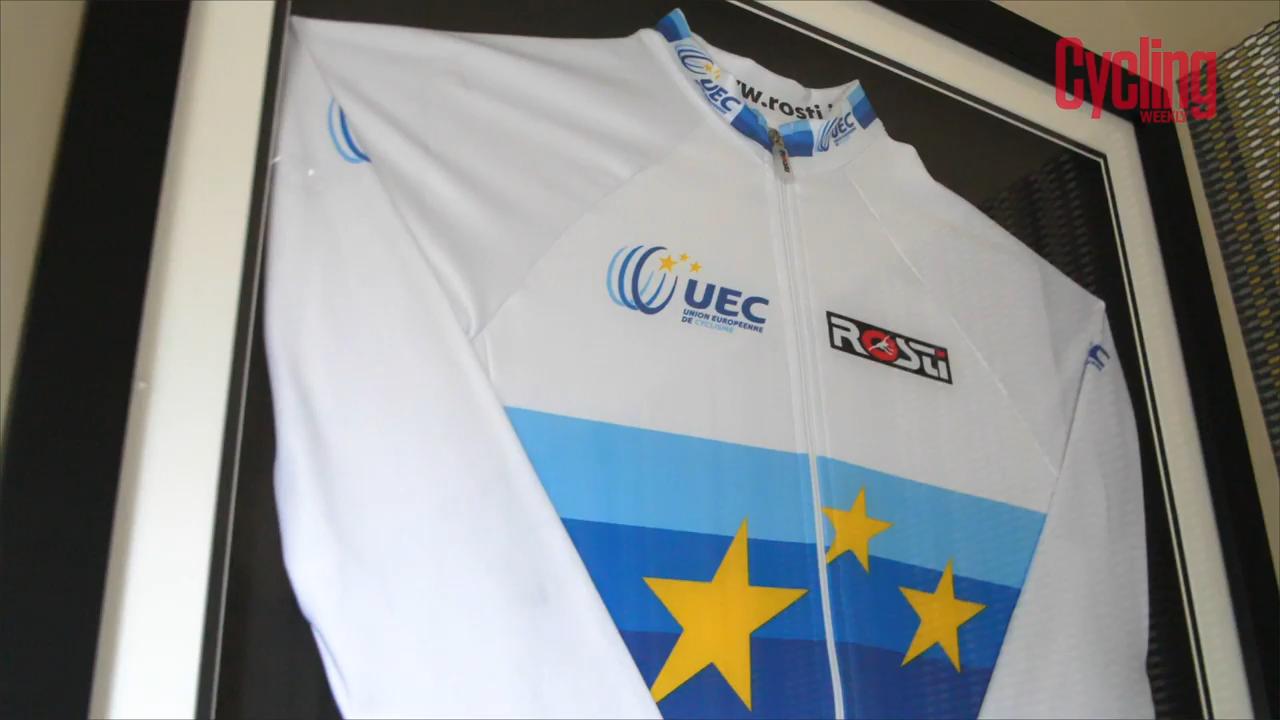 Cycling
WEEKLY
UEC
w.rosti.
UEC
UEC
UNION EUROPEENNE
DE CYCLISME
ROSTi